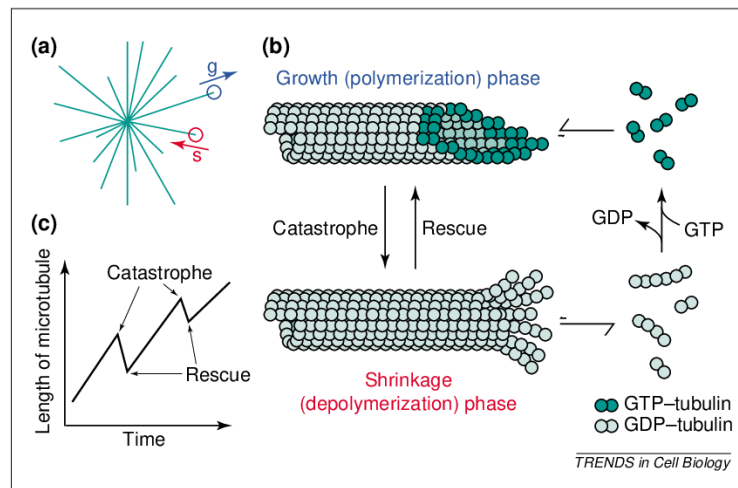 (a)
g
s
(b)
Growth (polymerization) phase
Catastrophe
Rescue
GDP
GTP
Shrinkage
(depolymerization) phase
GTP–tubulin
GDP–tubulin
(c)
Length of microtubule
Catastrophe
Rescue
Time
TRENDS in Cell Biology